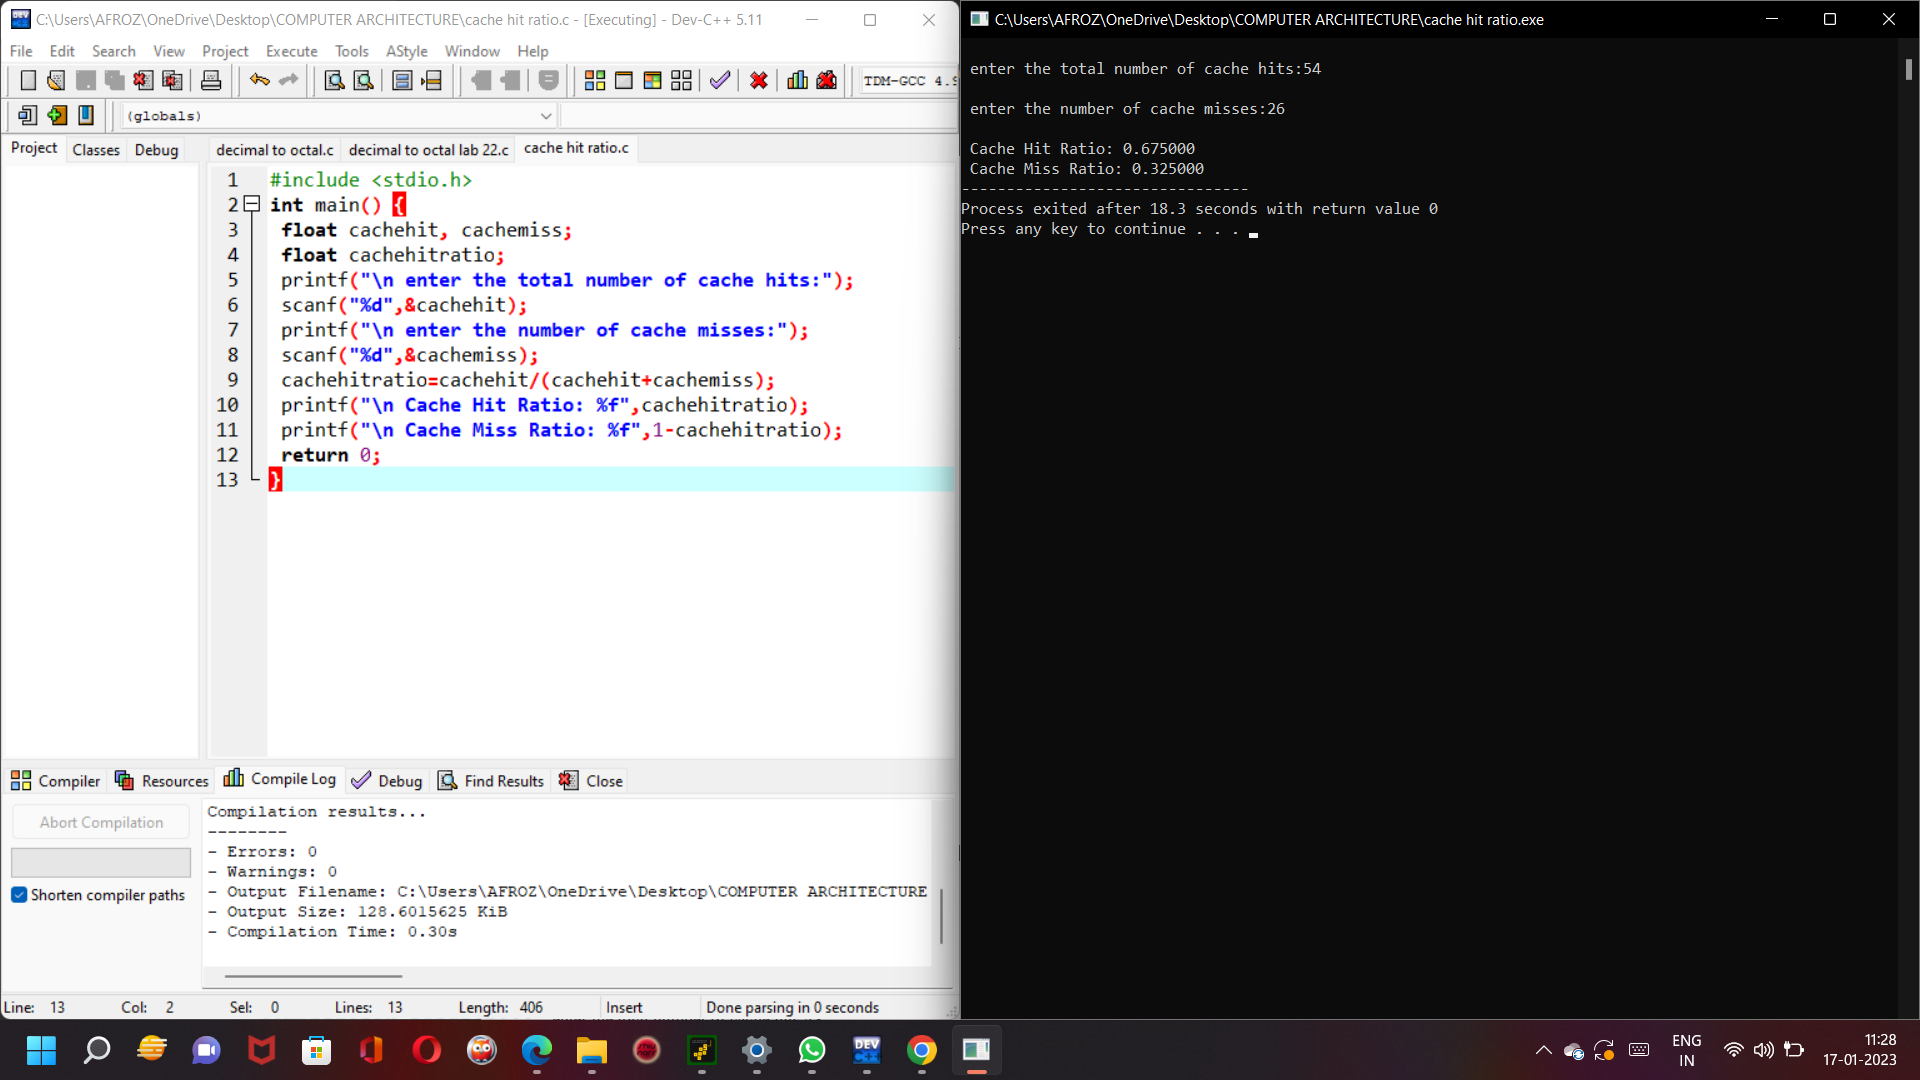 C:\Users\AFROZ\OneDrive\Desktop\COMPUTER ARCHITECTURE\cache hit ratio.c - [Executing] - Dev-C++ 5.11
File Edit Search View Project Execute Tools AStyle Window Help
TDM-GCC 4.9
(globals)
Project Classes Debug
decimal to octal.c decimal to octal lab 22.c cache hit ratio.c
1 #include <stdio.h>
2 int main() {
3 float cachehit, cachemiss;
4 float cachehitratio;
5 printf("\n enter the total number of cache hits:");
6 scanf("%d",&cachehit);
7 printf("\n enter the number of cache misses:");
8 scanf("%d",&cachemiss);
9 cachehitratio=cachehit/(cachehit+cachemiss);
10 printf("\n Cache Hit Ratio: %f",cachehitratio);
11 printf("\n Cache Miss Ratio: %f",1-cachehitratio);
12 return 0;
13 }
Compiler Resources Compile Log Debug Find Results Close
Abort Compilation
Shorten compiler paths
Compilation results...
--------
- Errors: 0
- Warnings: 0
- Output Filename: C:\Users\AFROZ\OneDrive\Desktop\COMPUTER ARCHITECTURE
- Output Size: 128.6015625 KiB
- Compilation Time: 0.30s
Line: 13 Col: 2 Sel: 0 Lines: 13 Length: 406 Insert Done parsing in 0 seconds
C:\Users\AFROZ\OneDrive\Desktop\COMPUTER ARCHITECTURE\cache hit ratio.exe
enter the total number of cache hits:54
enter the number of cache misses:26
Cache Hit Ratio: 0.675000
Cache Miss Ratio: 0.325000
--------------------------------
Process exited after 18.3 seconds with return value 0
Press any key to continue . . .
DEV
C++
ENG
IN
11:28
17-01-2023